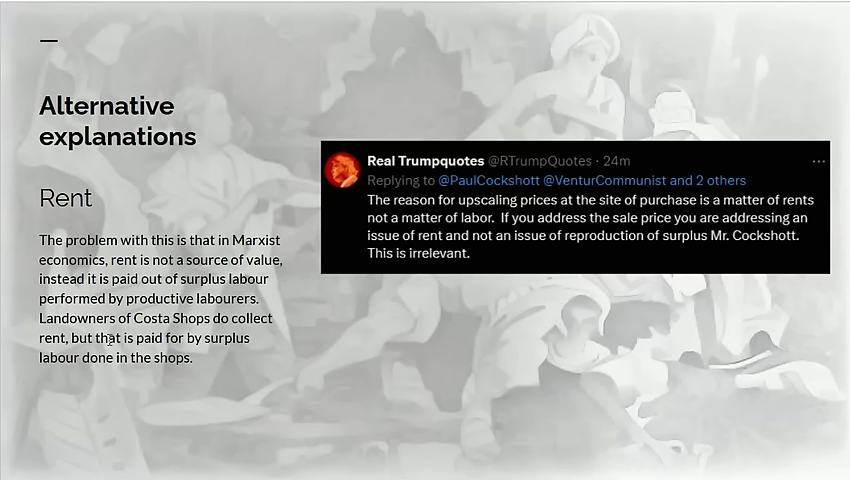 Alternative
explanations
Rent
The problem with this is that in Marxist
economics, rent is not a source of value,
instead it is paid out of surplus labour
performed by productive labourers.
Landowners of Costa Shops do collect
rent, but that is paid for by surplus
labour done in the shops.
Real Trumpquotes @RTrumpQuotes · 24m
Replying to @PaulCockshott @VenturCommunist and 2 others
The reason for upscaling prices at the site of purchase is a matter of rents
not a matter of labor. If you address the sale price you are addressing an
issue of rent and not an issue of reproduction of surplus Mr. Cockshott.
This is irrelevant.